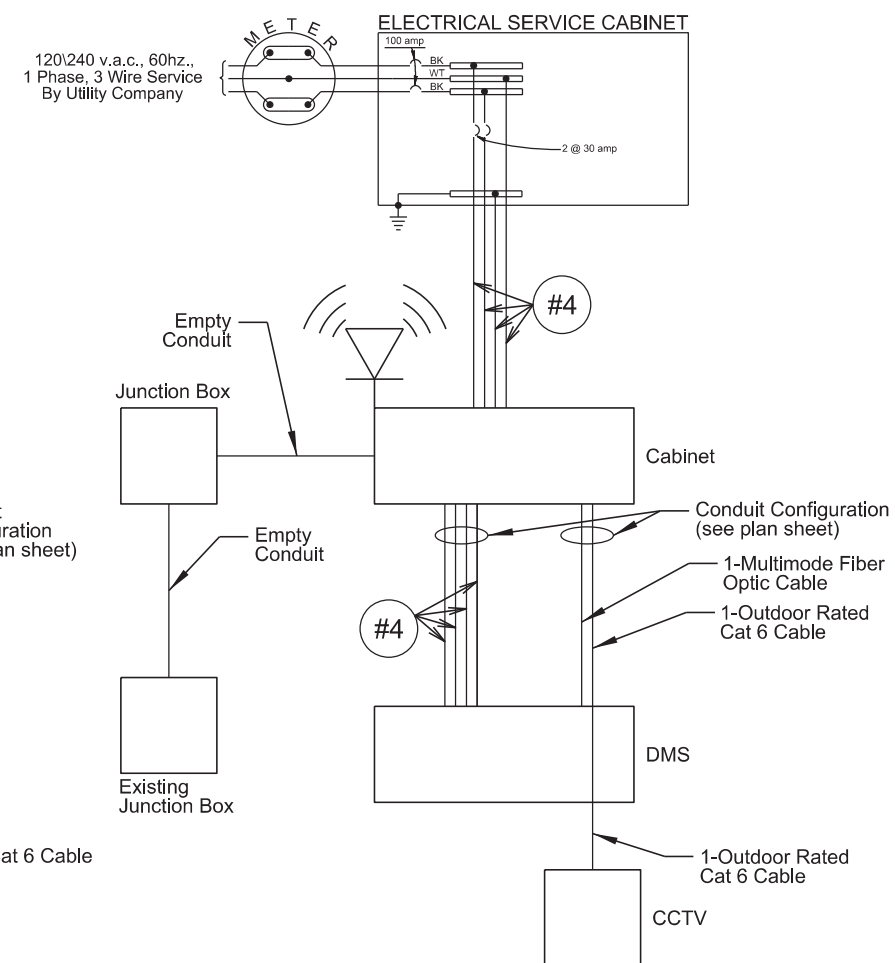 ELECTRICAL SERVICE CABINET
METER
100 amp
120\240 v.a.c., 60hz.,
1 Phase, 3 Wire Service
By Utility Company
BK
WT
BK
2 @ 30 amp
#4
Empty
Conduit
Junction Box
Cabinet
Conduit Configuration
(see plan sheet)
uration
an sheet)
Empty
Conduit
1-Multimode Fiber
Optic Cable
1-Outdoor Rated
Cat 6 Cable
#4
DMS
Existing
Junction Box
Cat 6 Cable
1-Outdoor Rated
Cat 6 Cable
CCTV